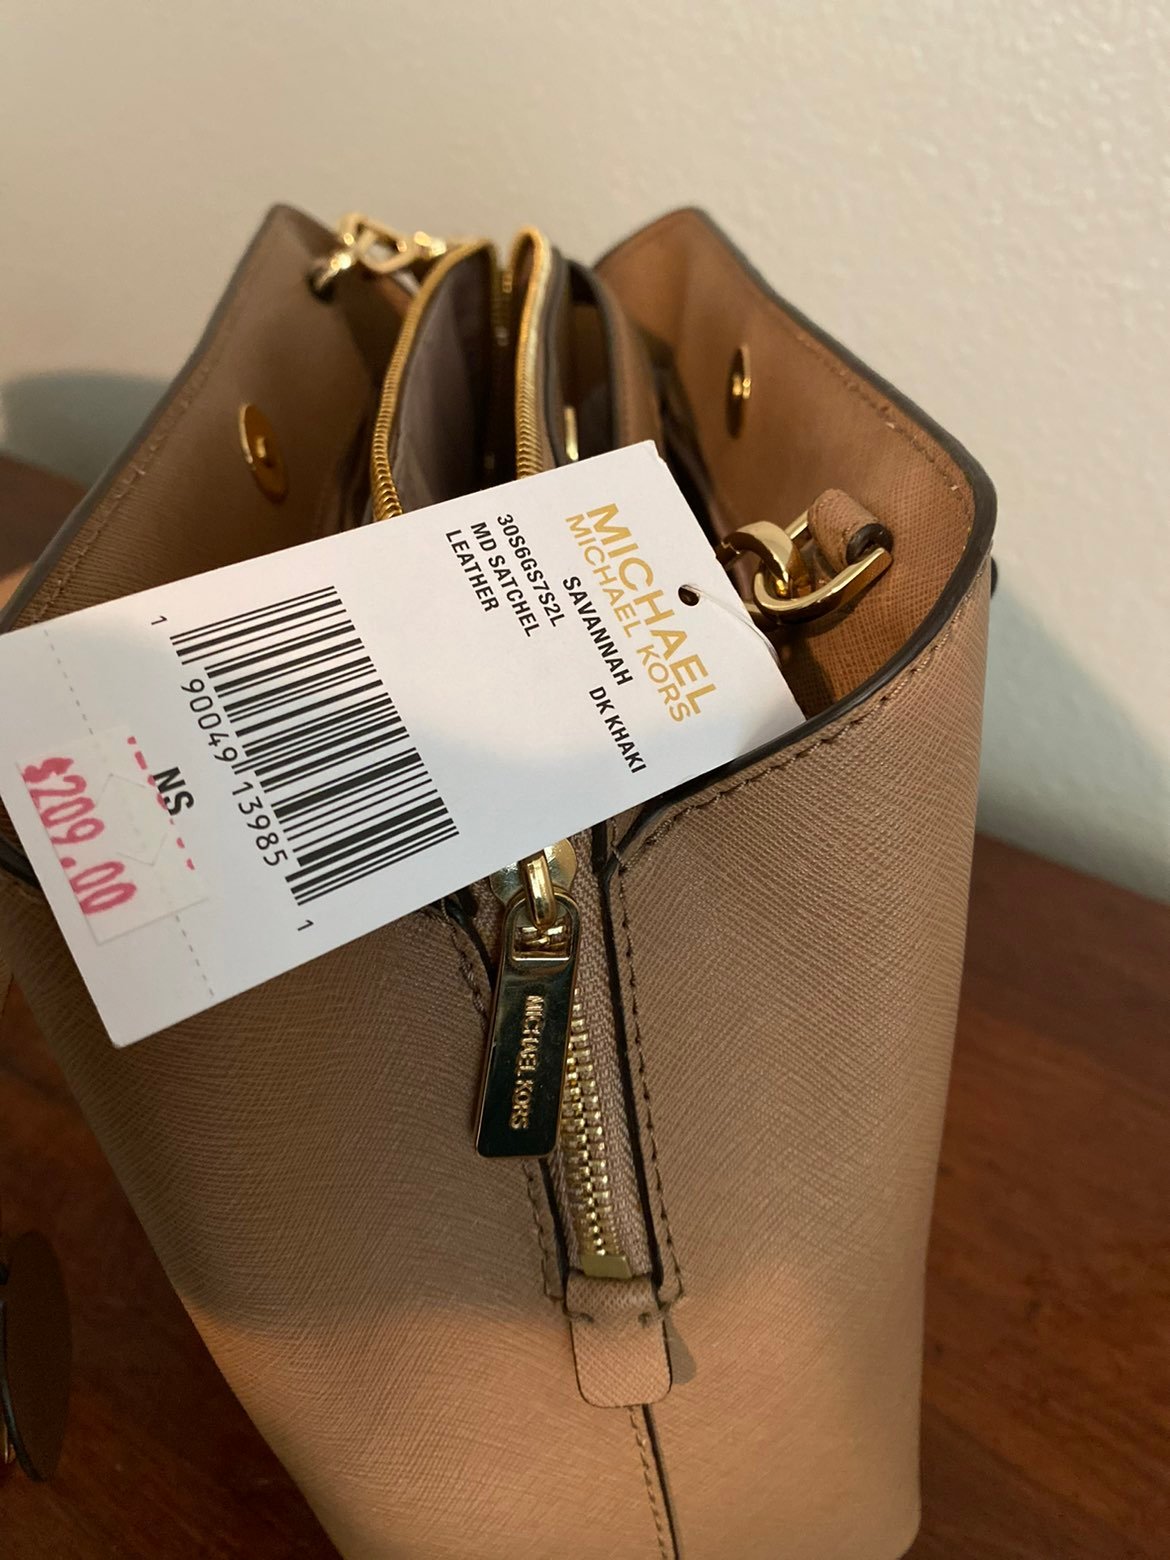 MICHAEL
MICHAEL KORS
SAVANNAH DK KHAKI
30S6GS7S2L
MD SATCHEL
LEATHER
1 90049 13985 1
NS
$209.00
MICHAEL KORS